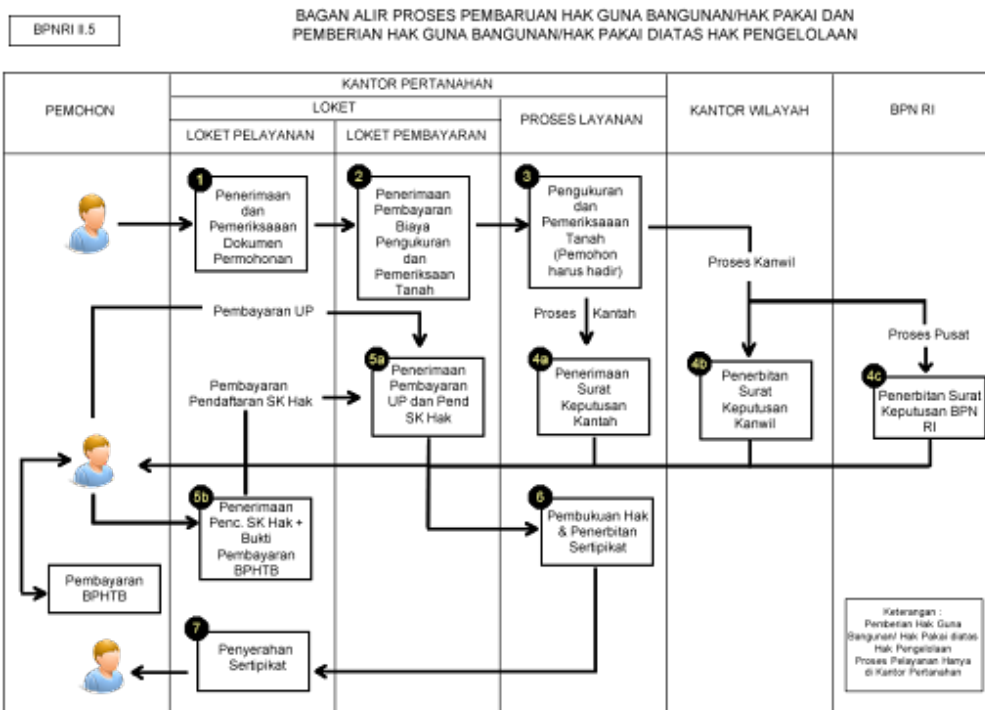 BPNRI II.5
BAGAN ALIR PROSES PEMBARUAN HAK GUNA BANGUNAN/HAK PAKAI DAN
PEMBERIAN HAK GUNA BANGUNAN/HAK PAKAI DIATAS HAK PENGELOLAAN
PEMOHON
KANTOR PERTANAHAN
LOKET
LOKET PELAYANAN
LOKET PEMBAYARAN
PROSES LAYANAN
KANTOR WILAYAH
BPN RI
1
Penerimaan
dan
Pemeriksaaan
Dokumen
Permohonan
2
Penerimaan
Pembayaran
Biaya
Pengukuran
dan
Pemeriksaan
Tanah
3
Pengukuran
dan
Pemeriksaaan
Tanah
(Pemohon
harus hadir)
Proses Kanwil
Pembayaran UP
Proses Kantah
Proses Pusat
5a
Penerimaan
Pembayaran
UP dan Pend
SK Hak
4a
Penerimaan
Surat
Keputusan
Kantah
4b
Penerbitan
Surat
Keputusan
Kanwil
4c
Penerbitan Surat
Keputusan BPN
RI
Pembayaran
Pendaftaran SK Hak
5b
Penerimaan
Penc. SK Hak +
Bukti
Pembayaran
BPHTB
6
Pembukuan Hak
& Penerbitan
Sertipikat
Pembayaran
BPHTB
7
Penyerahan
Sertipikat
Keterangan :
Pemberian Hak Guna
Bangunan/ Hak Pakai diatas
Hak Pengelolaan
Proses Pelayanan Hanya
di Kantor Pertanahan